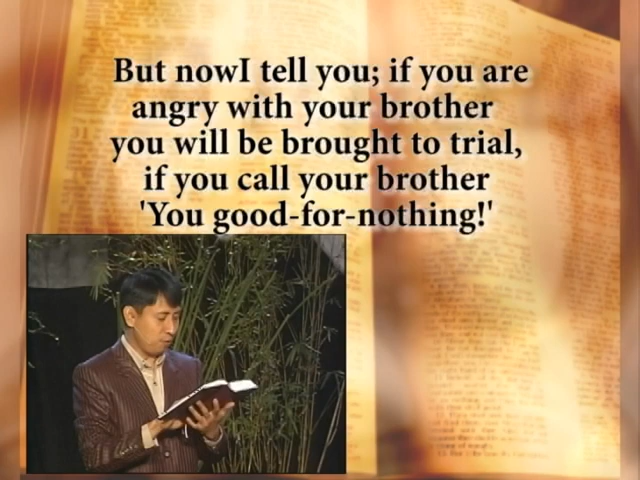 But nowI tell you; if you are
angry with your brother
you will be brought to trial,
if you call your brother
'You good-for-nothing!'